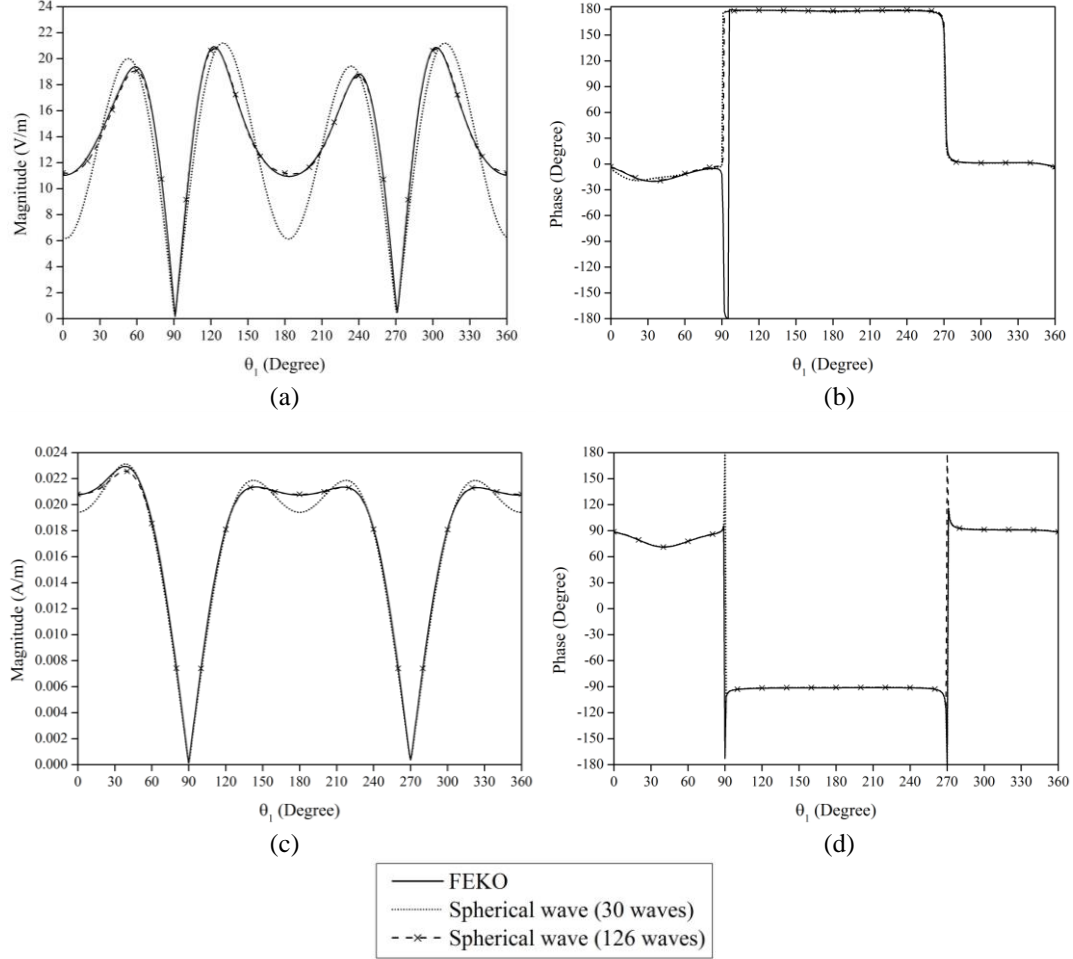 24
22
20
18
16
14
12
10
8
6
4
2
0
Magnitude (V/m)
0 30 60 90 120 150 180 210 240 270 300 330 360
θ1 (Degree)
(a)
180
150
120
90
60
30
0
-30
-60
-90
-120
-150
-180
Phase (Degree)
0 30 60 90 120 150 180 210 240 270 300 330 360
θ1 (Degree)
(b)
0.024
0.022
0.020
0.018
0.016
0.014
0.012
0.010
0.008
0.006
0.004
0.002
0.000
Magnitude (A/m)
0 30 60 90 120 150 180 210 240 270 300 330 360
θ1 (Degree)
(c)
180
150
120
90
60
30
0
-30
-60
-90
-120
-150
-180
Phase (Degree)
0 30 60 90 120 150 180 210 240 270 300 330 360
θ1 (Degree)
(d)
FEKO
Spherical wave (30 waves)
Spherical wave (126 waves)